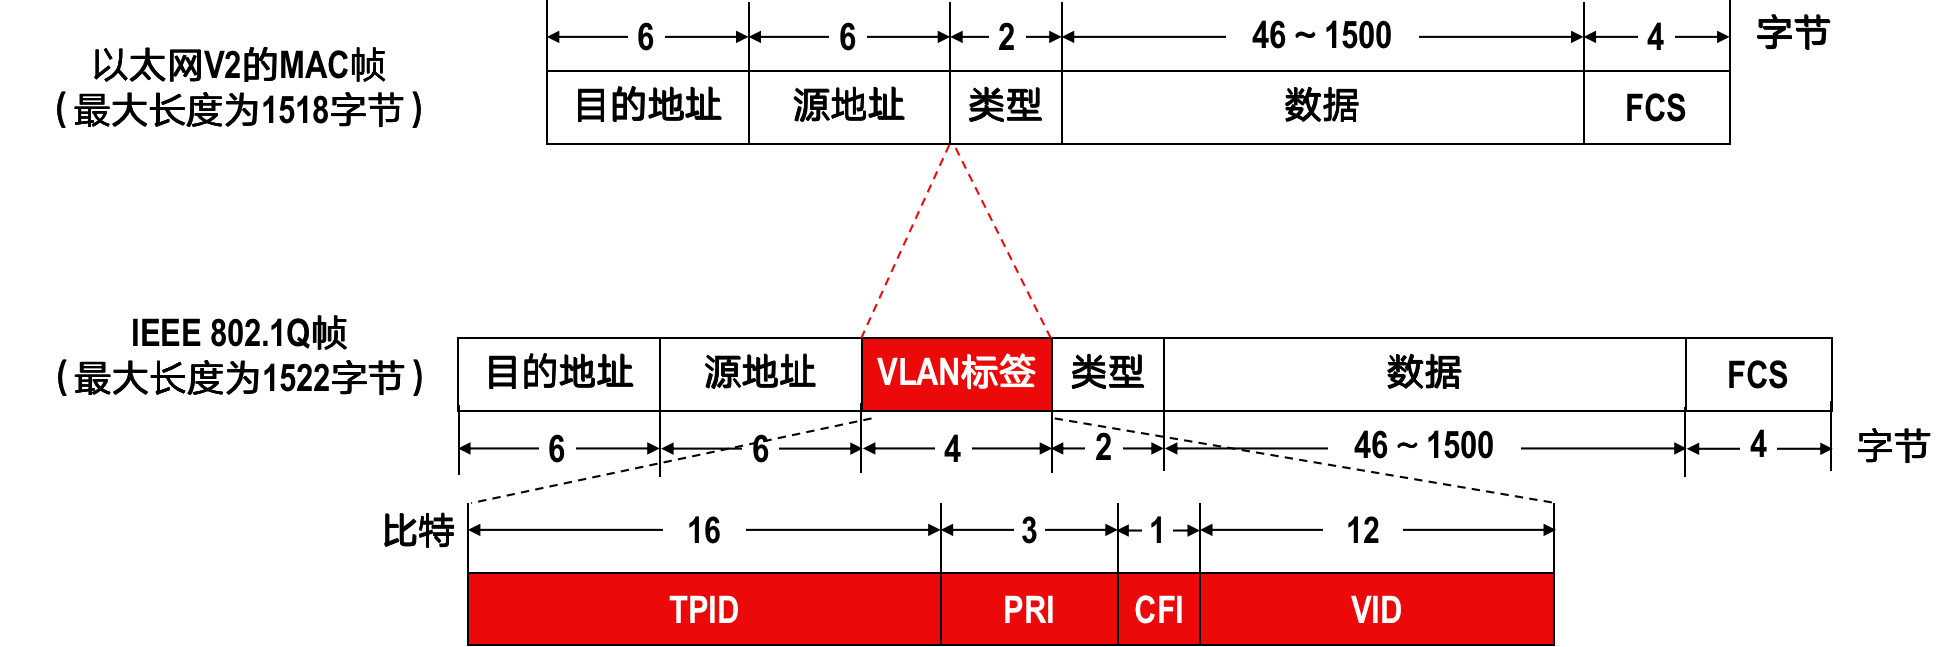 6 6 2 46 ~ 1500 4 字节
以太网V2的MAC帧
(最大长度为1518字节)
目的地址 源地址 类型 数据 FCS
IEEE 802.1Q帧
(最大长度为1522字节)
目的地址 源地址 VLAN标签 类型 数据 FCS
6 6 4 2 46 ~ 1500 4 字节
比特 16 3 1 12
TPID PRI CFI VID